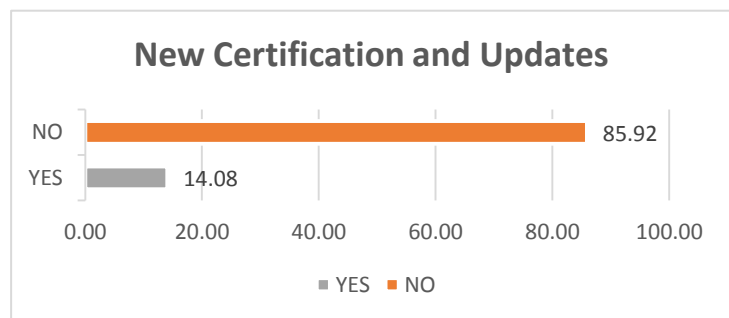 New Certification and Updates
NO
85.92
YES
14.08
0.00 20.00 40.00 60.00 80.00 100.00
YES NO